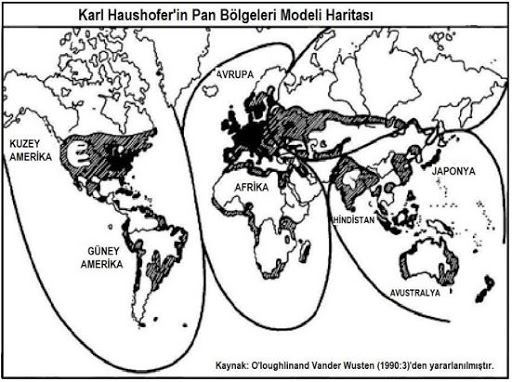 Karl Haushofer'in Pan Bölgeleri Modeli Haritası
AVRUPA
KUZEY
AMERİKA
JAPONYA
AFRİKA
HİNDİSTAN
GÜNEY
AMERİKA
AVUSTRALYA
Kaynak: O'loughlinand Vander Wusten (1990:3)'den yararlanılmıştır.